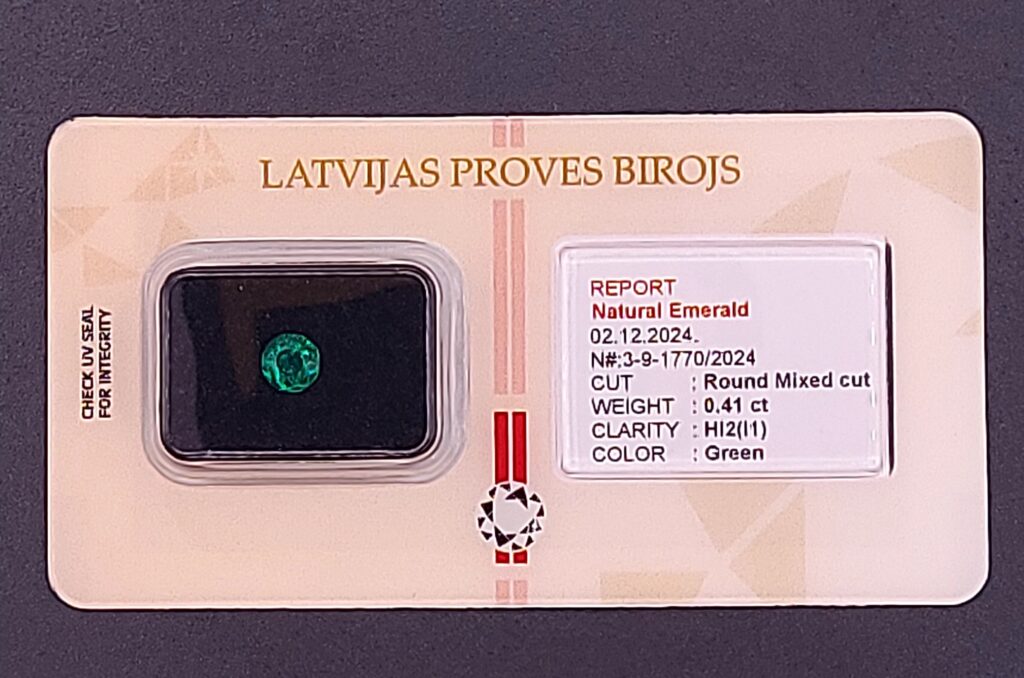 LATVIJAS PROVES BIROJS
CHECK UV SEAL
FOR INTEGRITY
REPORT
Natural Emerald
02.12.2024.
N#:3-9-1770/2024
CUT : Round Mixed cut
WEIGHT : 0.41 ct
CLARITY : HI2(I1)
COLOR : Green